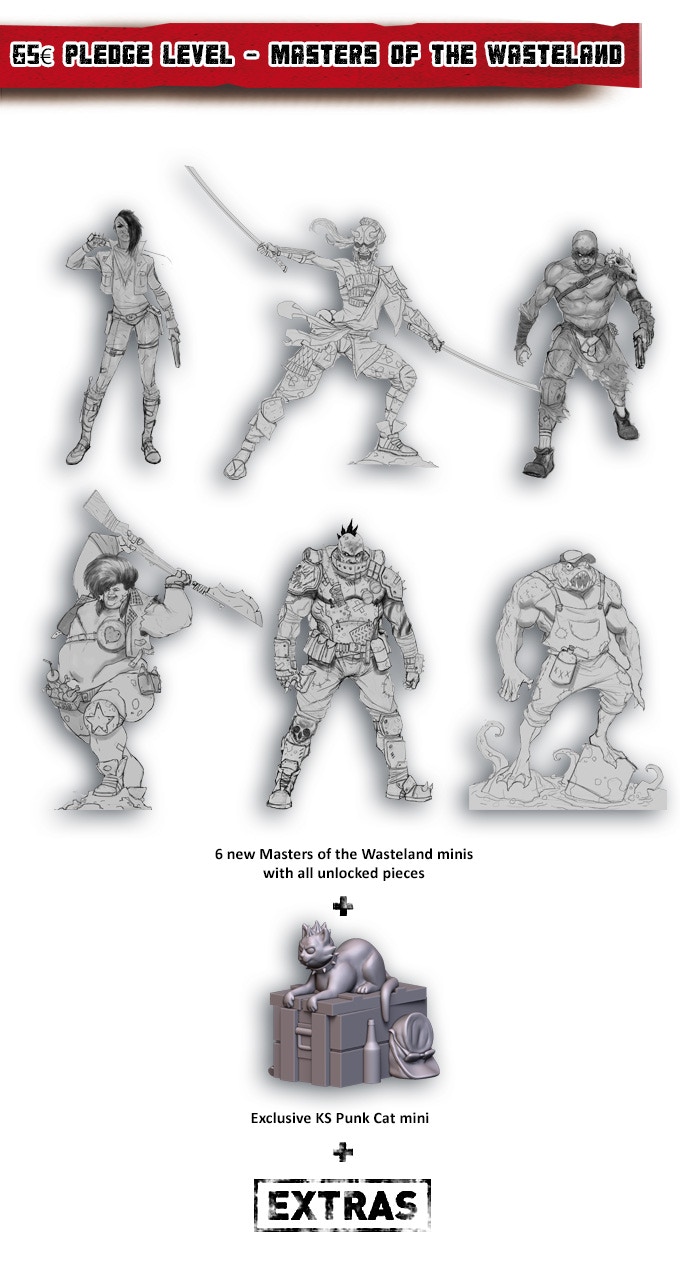 65€ PLEDGE LEVEL - MASTERS OF THE WASTELAND
6 new Masters of the Wasteland minis
with all unlocked pieces
+
Exclusive KS Punk Cat mini
+
EXTRAS